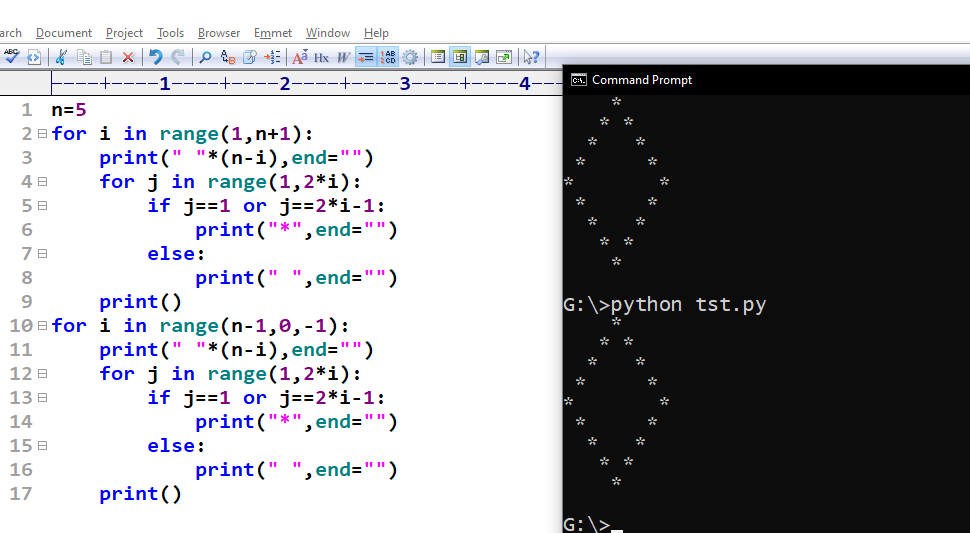 arch Document Project Tools Browser Emmet Window Help
ABC Hx W AB CD
1 2 3 4
Command Prompt
1 n=5
2 for i in range(1,n+1):
3     print(" "*(n-i),end="")
4     for j in range(1,2*i):
5         if j==1 or j==2*i-1:
6             print("*",end="")
7         else:
8             print(" ",end="")
9     print()
10 for i in range(n-1,0,-1):
11     print(" "*(n-i),end="")
12     for j in range(1,2*i):
13         if j==1 or j==2*i-1:
14             print("*",end="")
15         else:
16             print(" ",end="")
17     print()
    *
   * *
  *   *
 *     *
*       *
 *     *
  *   *
   * *
    *
G:\>python tst.py
    *
   * *
  *   *
 *     *
*       *
 *     *
  *   *
   * *
    *
G:\>_